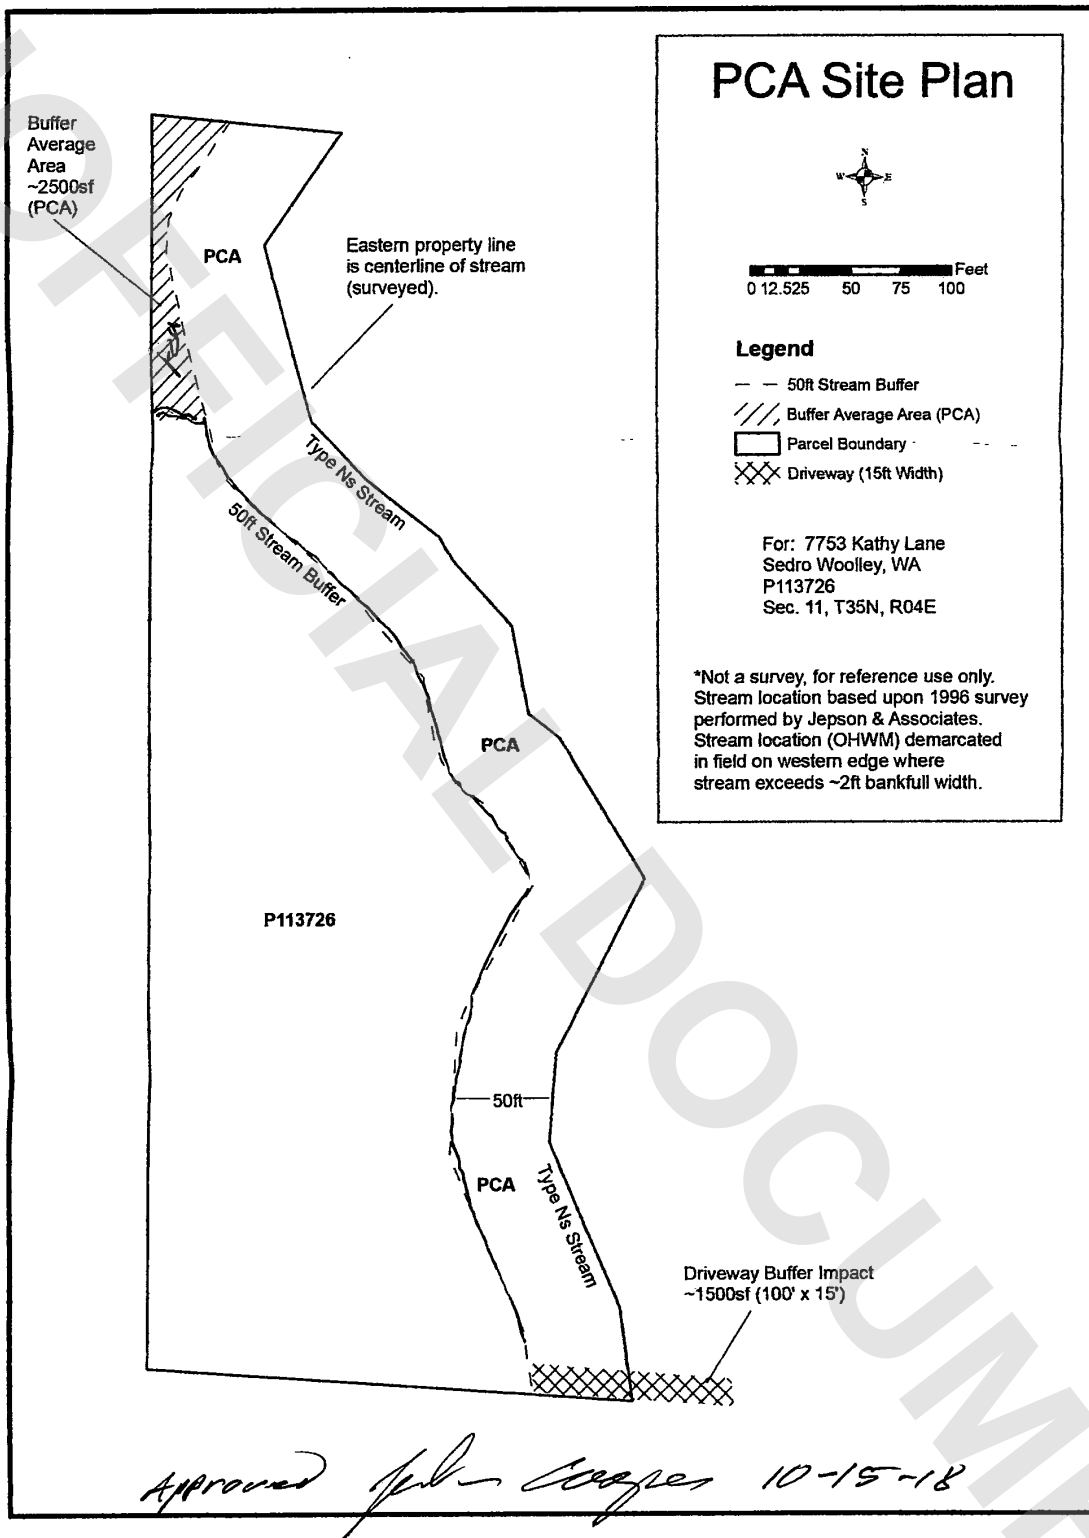 PCA Site Plan
N
W E
S
Feet
0 12.525 50 75 100
Legend
50ft Stream Buffer
Buffer Average Area (PCA)
Parcel Boundary
Driveway (15ft Width)
For: 7753 Kathy Lane
Sedro Woolley, WA
P113726
Sec. 11, T35N, R04E
*Not a survey, for reference use only.
Stream location based upon 1996 survey
performed by Jepson & Associates.
Stream location (OHWM) demarcated
in field on western edge where
stream exceeds ~2ft bankfull width.
Buffer
Average
Area
~2500sf
(PCA)
PCA
Eastern property line
is centerline of stream
(surveyed).
Type Ns Stream
50ft Stream Buffer
PCA
P113726
50ft
PCA
Type Ns Stream
Driveway Buffer Impact
~1500sf (100' x 15')
Approved Cooper 10-15-18
OFFICIAL DOCUME